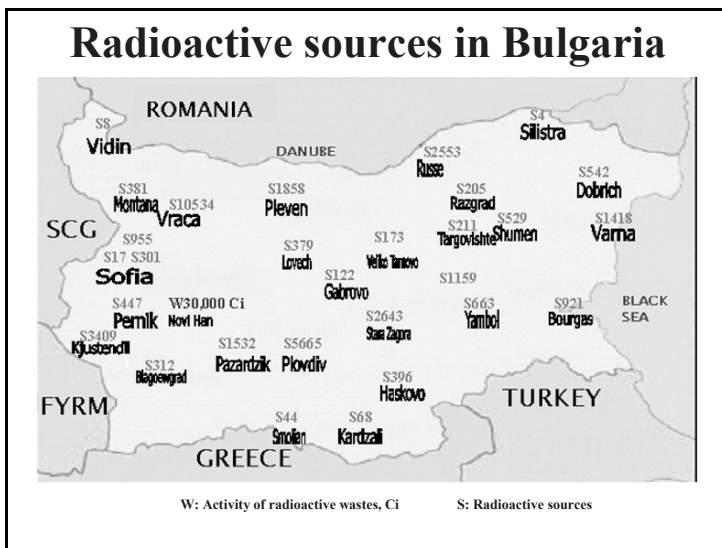 Radioactive sources in Bulgaria
ROMANIA
S8
Vidin
DANUBE
S4
Silistra
S2553
Russe
S542
Dobrich
S381
Montana
S10534
Vraca
S1858
Pleven
S205
Razgrad
S211
Targovishte
S529
Shumen
S1418
Varna
SCG
S955
S17 S301
Sofia
S379
Lovech
S173
Veliko Tarnovo
S122
Gabrovo
S1159
S447
Pernik
W30,000 Ci
Novi Han
S2643
Stara Zagora
S663
Yambol
S921
Bourgas
BLACK
SEA
S3409
Kjustendil
S312
Blagoewgrad
S1532
Pazardzik
S5665
Plovdiv
S396
Haskovo
FYRM
TURKEY
S44
Smolian
S68
Kardzali
GREECE
W: Activity of radioactive wastes, Ci S: Radioactive sources